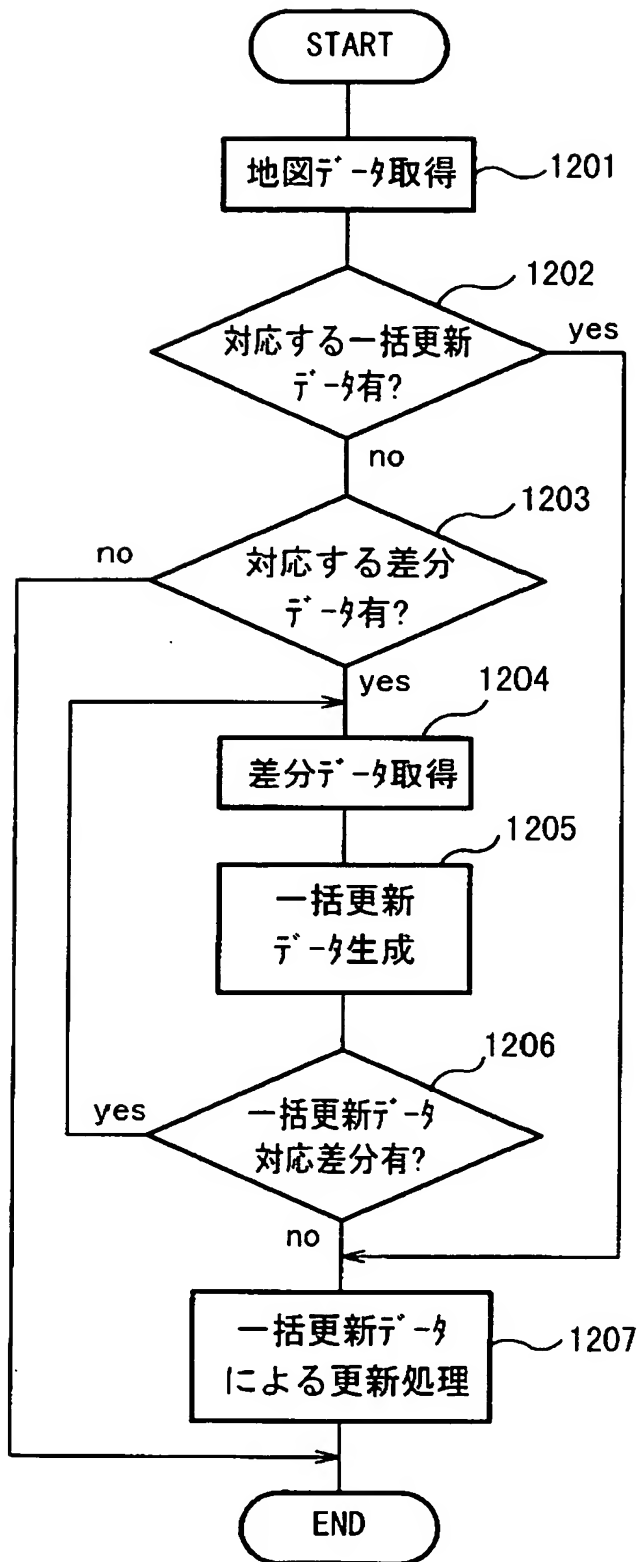 START
地図データ取得
1201
1202
対応する一括更新
データ有?
yes
no
1203
対応する差分
データ有?
no
yes
1204
差分データ取得
1205
一括更新
データ生成
1206
一括更新データ
対応差分有?
yes
no
一括更新データ
による更新処理
1207
END